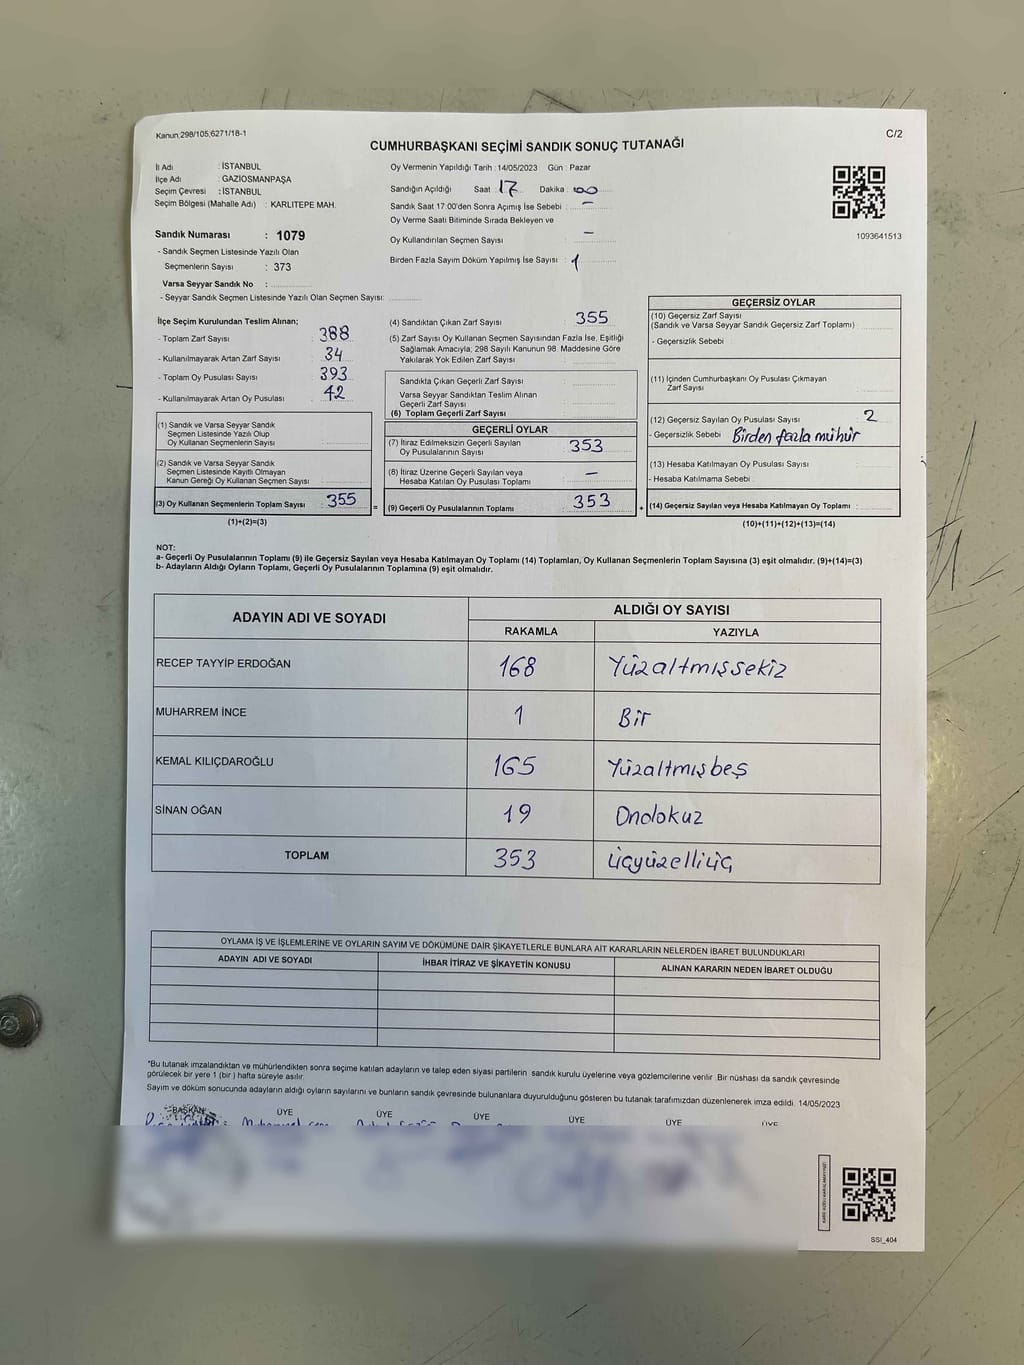 Kanun;298/105;6271/18-1
C/2
CUMHURBAŞKANI SEÇİMİ SANDIK SONUÇ TUTANAĞI
İl Adı : İSTANBUL
İlçe Adı : GAZİOSMANPAŞA
Seçim Çevresi : İSTANBUL
Seçim Bölgesi (Mahalle Adı) : KARLITEPE MAH.
Sandık Numarası : 1079
- Sandık Seçmen Listesinde Yazılı Olan
Seçmenlerin Sayısı : 373
Varsa Seyyar Sandık No :
- Seyyar Sandık Seçmen Listesinde Yazılı Olan Seçmen Sayısı:
Oy Vermenin Yapıldığı Tarih : 14/05/2023 Gün : Pazar
Sandığın Açıldığı Saat : 17 Dakika : 00
Sandık Saat 17:00'den Sonra Açımış İse Sebebi : -
Oy Verme Saati Bitiminde Sırada Bekleyen ve
Oy Kullandırılan Seçmen Sayısı : -
Birden Fazla Sayım Döküm Yapılmış İse Sayısı : 1
1093641513
İlçe Seçim Kurulundan Teslim Alınan;
- Toplam Zarf Sayısı : 388
- Kullanılmayarak Artan Zarf Sayısı : 34
- Toplam Oy Pusulası Sayısı : 393
- Kullanılmayarak Artan Oy Pusulası : 42
(1) Sandık ve Varsa Seyyar Sandık
Seçmen Listesinde Yazılı Olup
Oy Kullanan Seçmenlerin Sayısı :
(2) Sandık ve Varsa Seyyar Sandık
Seçmen Listesinde Kayıtlı Olmayan
Kanun Gereği Oy Kullanan Seçmen Sayısı :
(3) Oy Kullanan Seçmenlerin Toplam Sayısı : 355
(1)+(2)=(3)
=
(4) Sandıktan Çıkan Zarf Sayısı : 355
(5) Zarf Sayısı Oy Kullanan Seçmen Sayısından Fazla İse, Eşitliği
Sağlamak Amacıyla; 298 Sayılı Kanunun 98. Maddesine Göre
Yakılarak Yok Edilen Zarf Sayısı :
Sandıkta Çıkan Geçerli Zarf Sayısı :
Varsa Seyyar Sandıktan Teslim Alınan
Geçerli Zarf Sayısı :
(6) Toplam Geçerli Zarf Sayısı :
GEÇERLİ OYLAR
(7) İtiraz Edilmeksizin Geçerli Sayılan
Oy Pusulalarının Sayısı : 353
(8) İtiraz Üzerine Geçerli Sayılan veya
Hesaba Katılan Oy Pusulası Toplamı : -
(9) Geçerli Oy Pusulalarının Toplamı : 353
+
GEÇERSİZ OYLAR
(10) Geçersiz Zarf Sayısı
(Sandık ve Varsa Seyyar Sandık Geçersiz Zarf Toplamı) :
- Geçersizlik Sebebi :
(11) İçinden Cumhurbaşkanı Oy Pusulası Çıkmayan
Zarf Sayısı :
(12) Geçersiz Sayılan Oy Pusulası Sayısı : 2
- Geçersizlik Sebebi : Birden fazla mühür
(13) Hesaba Katılmayan Oy Pusulası Sayısı :
- Hesaba Katılmama Sebebi :
(14) Geçersiz Sayılan veya Hesaba Katılmayan Oy Toplamı :
(10)+(11)+(12)+(13)=(14)
NOT:
a- Geçerli Oy Pusulalarının Toplamı (9) ile Geçersiz Sayılan veya Hesaba Katılmayan Oy Toplamı (14) Toplamları, Oy Kullanan Seçmenlerin Toplam Sayısına (3) eşit olmalıdır. (9)+(14)=(3)
b- Adayların Aldığı Oyların Toplamı, Geçerli Oy Pusulalarının Toplamına (9) eşit olmalıdır.
ADAYIN ADI VE SOYADI
ALDIĞI OY SAYISI
RAKAMLA YAZIYLA
RECEP TAYYİP ERDOĞAN 168 Yüzaltmışsekiz
MUHARREM İNCE 1 Bir
KEMAL KILIÇDAROĞLU 165 Yüzaltmışbeş
SİNAN OĞAN 19 Ondokuz
TOPLAM 353 üçyüzelliüç
OYLAMA İŞ VE İŞLEMLERİNE VE OYLARIN SAYIM VE DÖKÜMÜNE DAİR ŞİKAYETLERLE BUNLARA AİT KARARLARIN NELERDEN İBARET BULUNDUKLARI
ADAYIN ADI VE SOYADI İHBAR İTİRAZ VE ŞİKAYETİN KONUSU ALINAN KARARIN NEDEN İBARET OLDUĞU
*Bu tutanak imzalandıktan ve mühürlendikten sonra seçime katılan adayların ve talep eden siyasi partilerin sandık kurulu üyelerine veya gözlemcilerine verilir. Bir nüshası da sandık çevresinde
görülecek bir yere 1 (bir) hafta süreyle asılır.
Sayım ve döküm sonucunda adayların aldığı oyların sayılarını ve bunların sandık çevresinde bulunanlara duyurulduğunu gösteren bu tutanak tarafımızdan düzenlenerek imza edildi. 14/05/2023
BAŞKAN ÜYE ÜYE ÜYE ÜYE ÜYE ÜYE
SSI_404